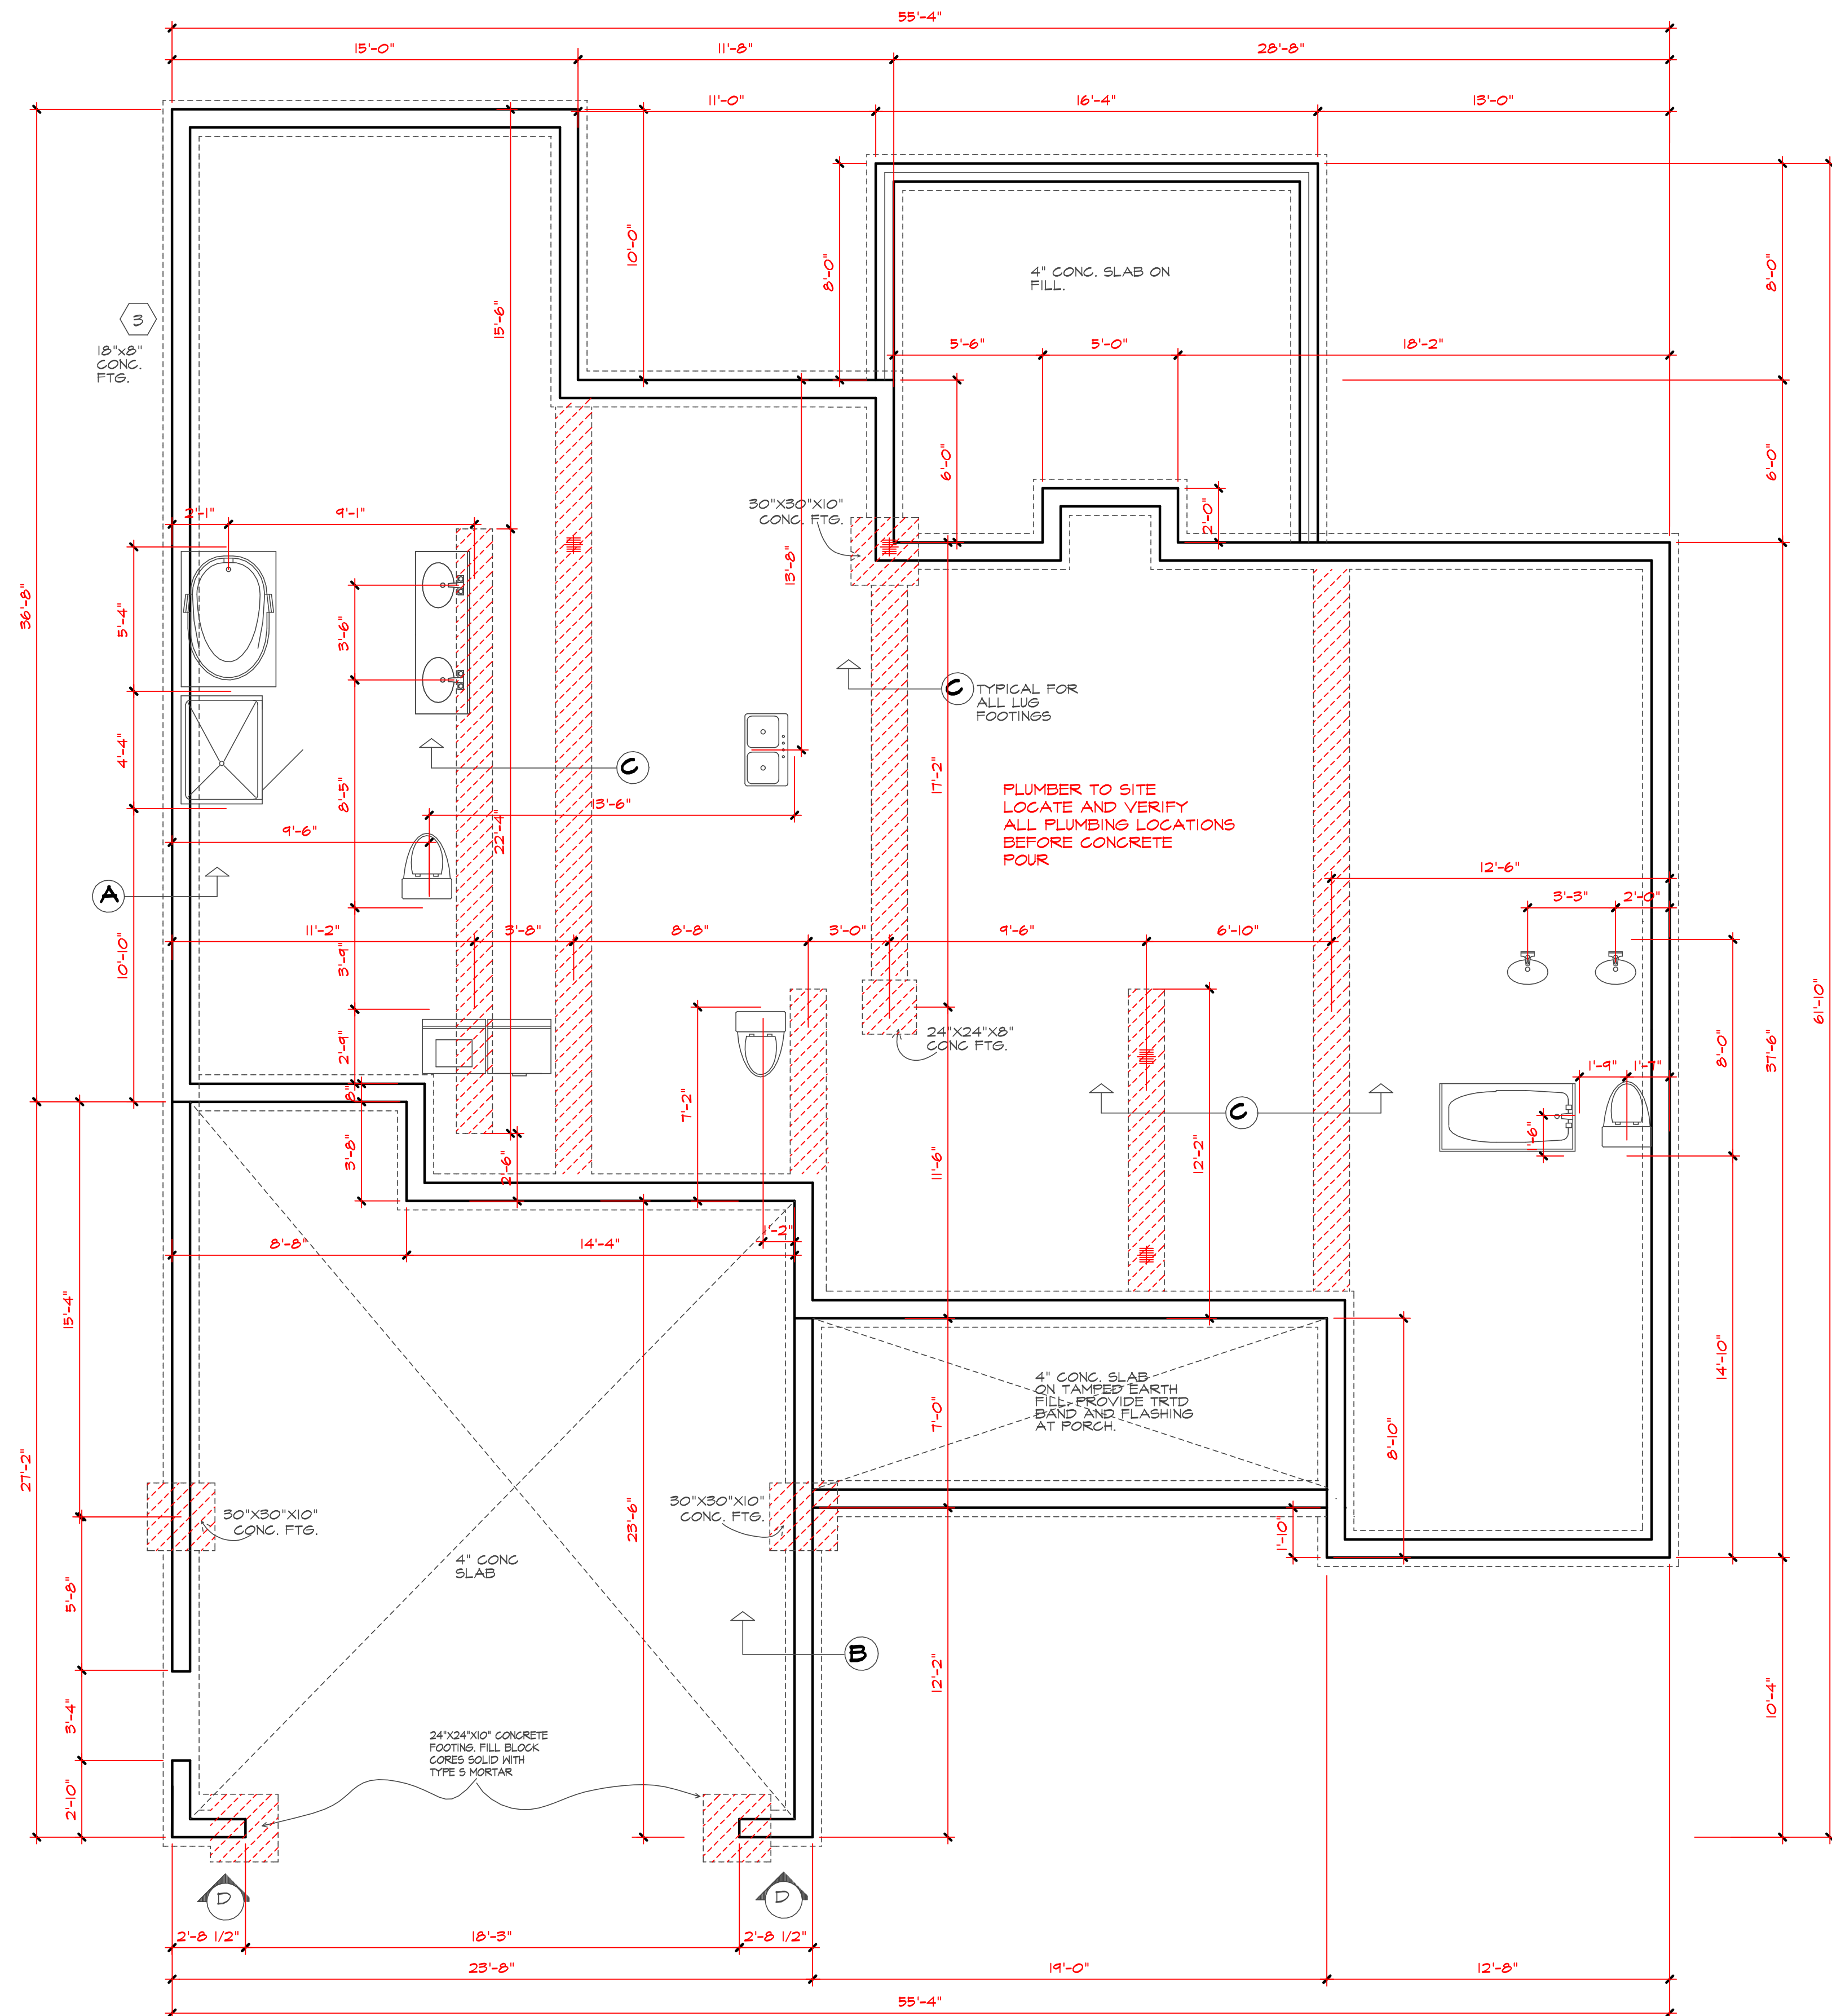 55'-4"
15'-0"
11'-8"
28'-8"
11'-0"
16'-4"
13'-0"
10'-0"
8'-0"
8'-0"
4" CONC. SLAB ON
FILL.
15'-6"
3
18"x8"
CONC.
FTG.
5'-6"
5'-0"
18'-2"
6'-0"
6'-0"
2'-0"
30"X30"X10"
CONC. FTG.
2'-1"
9'-1"
13'-8"
36'-8"
5'-4"
3'-6"
C
TYPICAL FOR
ALL LUG
FOOTINGS
4'-4"
C
17'-2"
8'-5"
13'-6"
22'-4"
9'-6"
PLUMBER TO SITE
LOCATE AND VERIFY
ALL PLUMBING LOCATIONS
BEFORE CONCRETE
POUR
12'-6"
A
3'-3"
2'-0"
11'-2"
3'-8"
8'-8"
3'-0"
9'-6"
6'-10"
10'-10"
3'-9"
61'-10"
24"X24"X8"
CONC FTG.
2'-9"
8'-0"
37'-6"
1'-9"
1'-7"
8"
7'-2"
C
1'-6"
3'-8"
2'-6"
11'-6"
12'-2"
1'-2"
8'-8"
14'-4"
15'-4"
14'-10"
4" CONC. SLAB
ON TAMPED EARTH
FILL. PROVIDE TRTD
BAND AND FLASHING
AT PORCH.
7'-0"
8'-10"
27'-2"
30"X30"X10"
CONC. FTG.
30"X30"X10"
CONC. FTG.
23'-6"
1'-10"
4" CONC
SLAB
5'-8"
B
12'-2"
10'-4"
3'-4"
24"X24"X10" CONCRETE
FOOTING. FILL BLOCK
CORES SOLID WITH
TYPE S MORTAR
2'-10"
D
D
2'-8 1/2"
18'-3"
2'-8 1/2"
23'-8"
19'-0"
12'-8"
55'-4"